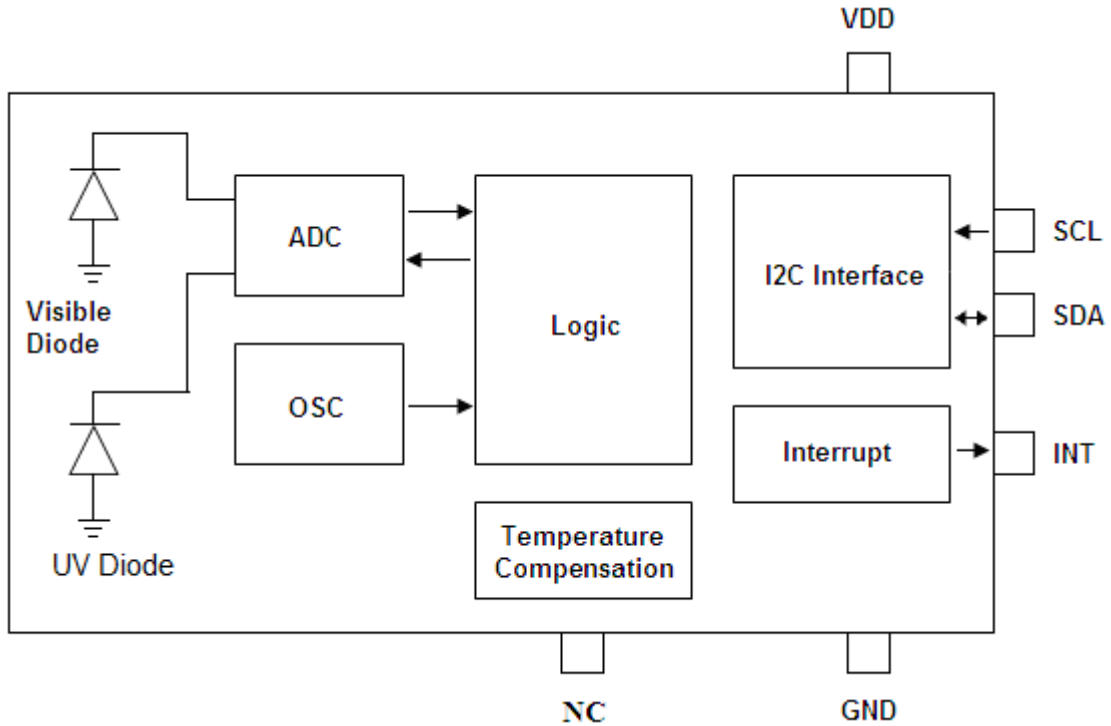 VDD
ADC
Logic
I2C Interface
SCL
SDA
Visible
Diode
OSC
Interrupt
INT
Temperature
Compensation
UV Diode
NC
GND